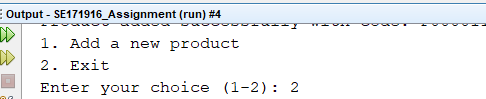 Output - SE171916_Assignment (run) #4
1. Add a new product
2. Exit
Enter your choice (1-2): 2